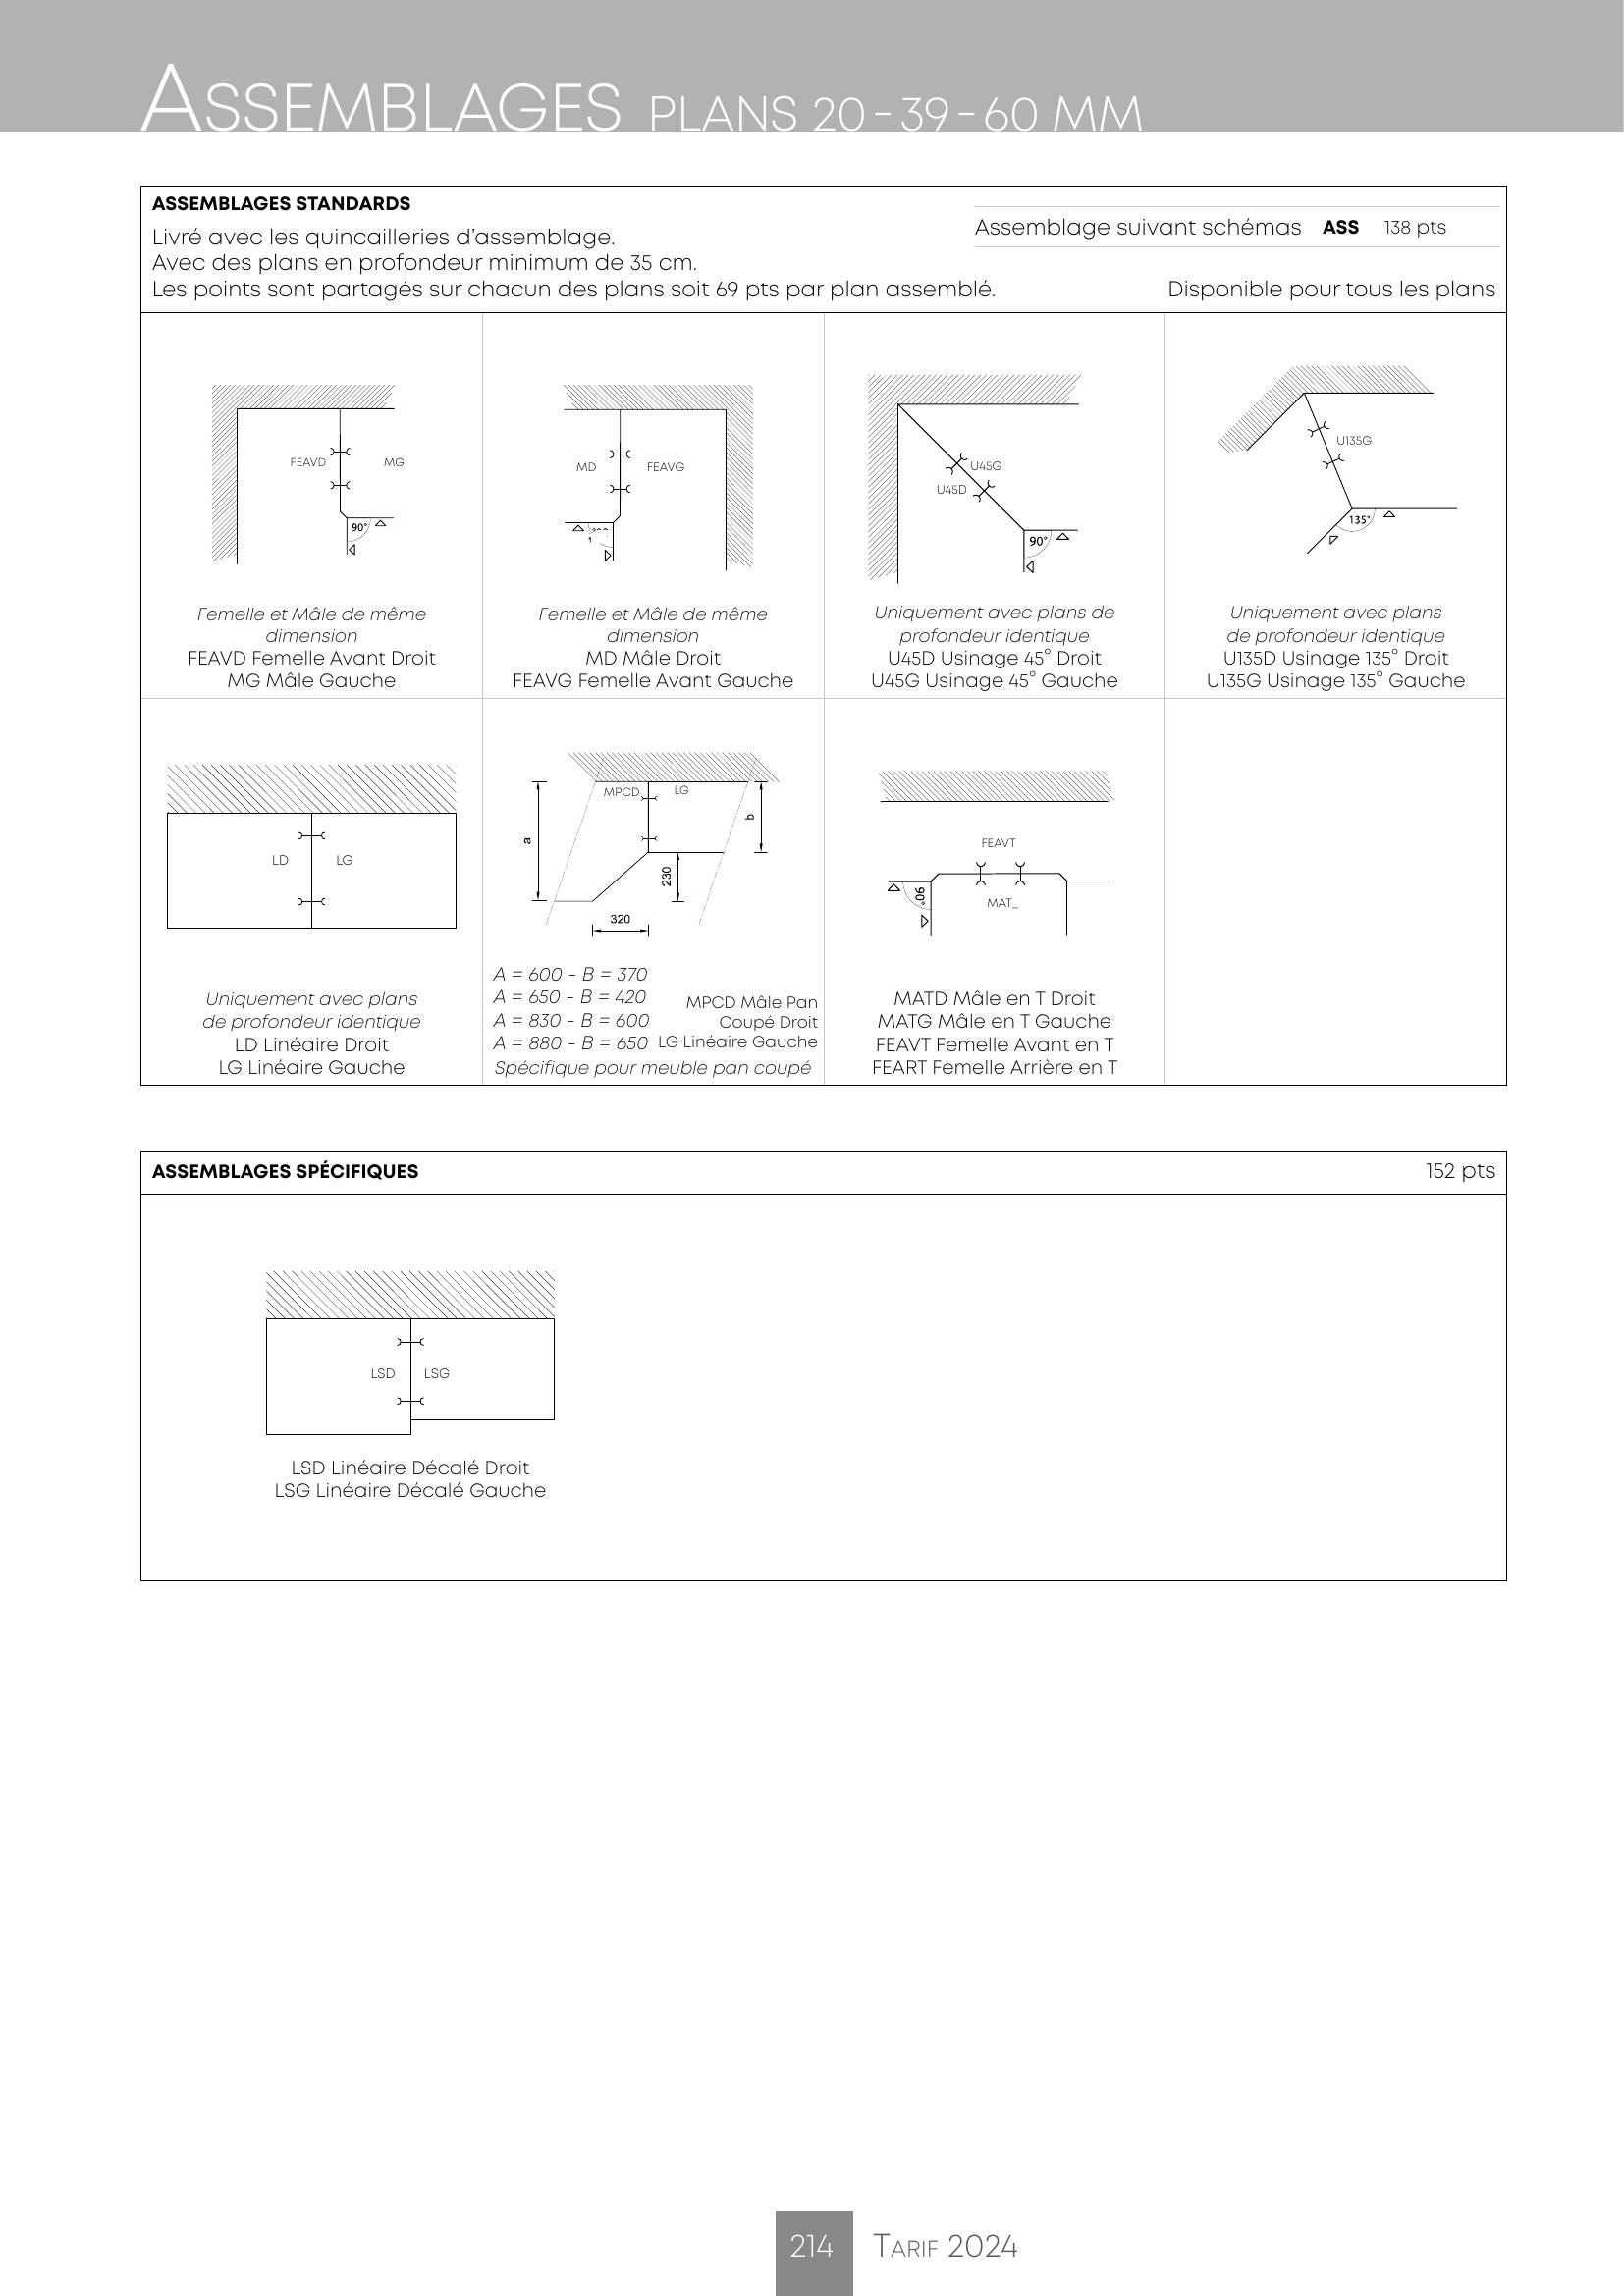 ASSEMBLAGES PLANS 20 - 39 - 60 MM
ASSEMBLAGES STANDARDS
Livré avec les quincailleries d’assemblage.
Avec des plans en profondeur minimum de 35 cm.
Les points sont partagés sur chacun des plans soit 69 pts par plan assemblé.
Assemblage suivant schémas ASS 138 pts
Disponible pour tous les plans
FEAVD MG
90°
Femelle et Mâle de même
dimension
FEAVD Femelle Avant Droit
MG Mâle Gauche
MD FEAVG
Femelle et Mâle de même
dimension
MD Mâle Droit
FEAVG Femelle Avant Gauche
U45G
U45D
90°
Uniquement avec plans de
profondeur identique
U45D Usinage 45° Droit
U45G Usinage 45° Gauche
U135G
135°
Uniquement avec plans
de profondeur identique
U135D Usinage 135° Droit
U135G Usinage 135° Gauche
LD LG
Uniquement avec plans
de profondeur identique
LD Linéaire Droit
LG Linéaire Gauche
MPCD LG
a
b
230
320
A = 600 - B = 370
A = 650 - B = 420
A = 830 - B = 600
A = 880 - B = 650
MPCD Mâle Pan
Coupé Droit
LG Linéaire Gauche
Spécifique pour meuble pan coupé
FEAVT
90°
MAT_
MATD Mâle en T Droit
MATG Mâle en T Gauche
FEAVT Femelle Avant en T
FEART Femelle Arrière en T
ASSEMBLAGES SPÉCIFIQUES 152 pts
LSD LSG
LSD Linéaire Décalé Droit
LSG Linéaire Décalé Gauche
214 TARIF 2024